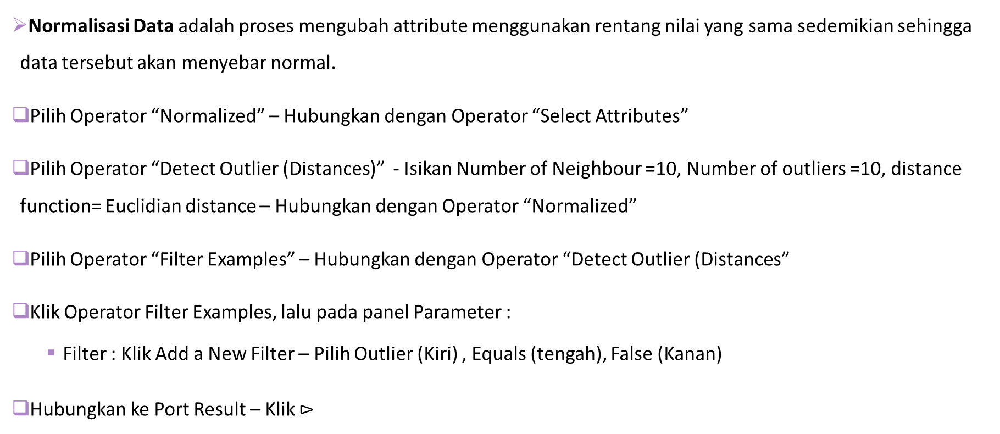 Normalisasi Data adalah proses mengubah attribute menggunakan rentang nilai yang sama sedemikian sehingga
data tersebut akan menyebar normal.
Pilih Operator “Normalized” – Hubungkan dengan Operator “Select Attributes”
Pilih Operator “Detect Outlier (Distances)” - Isikan Number of Neighbour =10, Number of outliers =10, distance
function= Euclidian distance – Hubungkan dengan Operator “Normalized”
Pilih Operator “Filter Examples” – Hubungkan dengan Operator “Detect Outlier (Distances”
Klik Operator Filter Examples, lalu pada panel Parameter :
Filter : Klik Add a New Filter – Pilih Outlier (Kiri) , Equals (tengah), False (Kanan)
Hubungkan ke Port Result – Klik ⊳